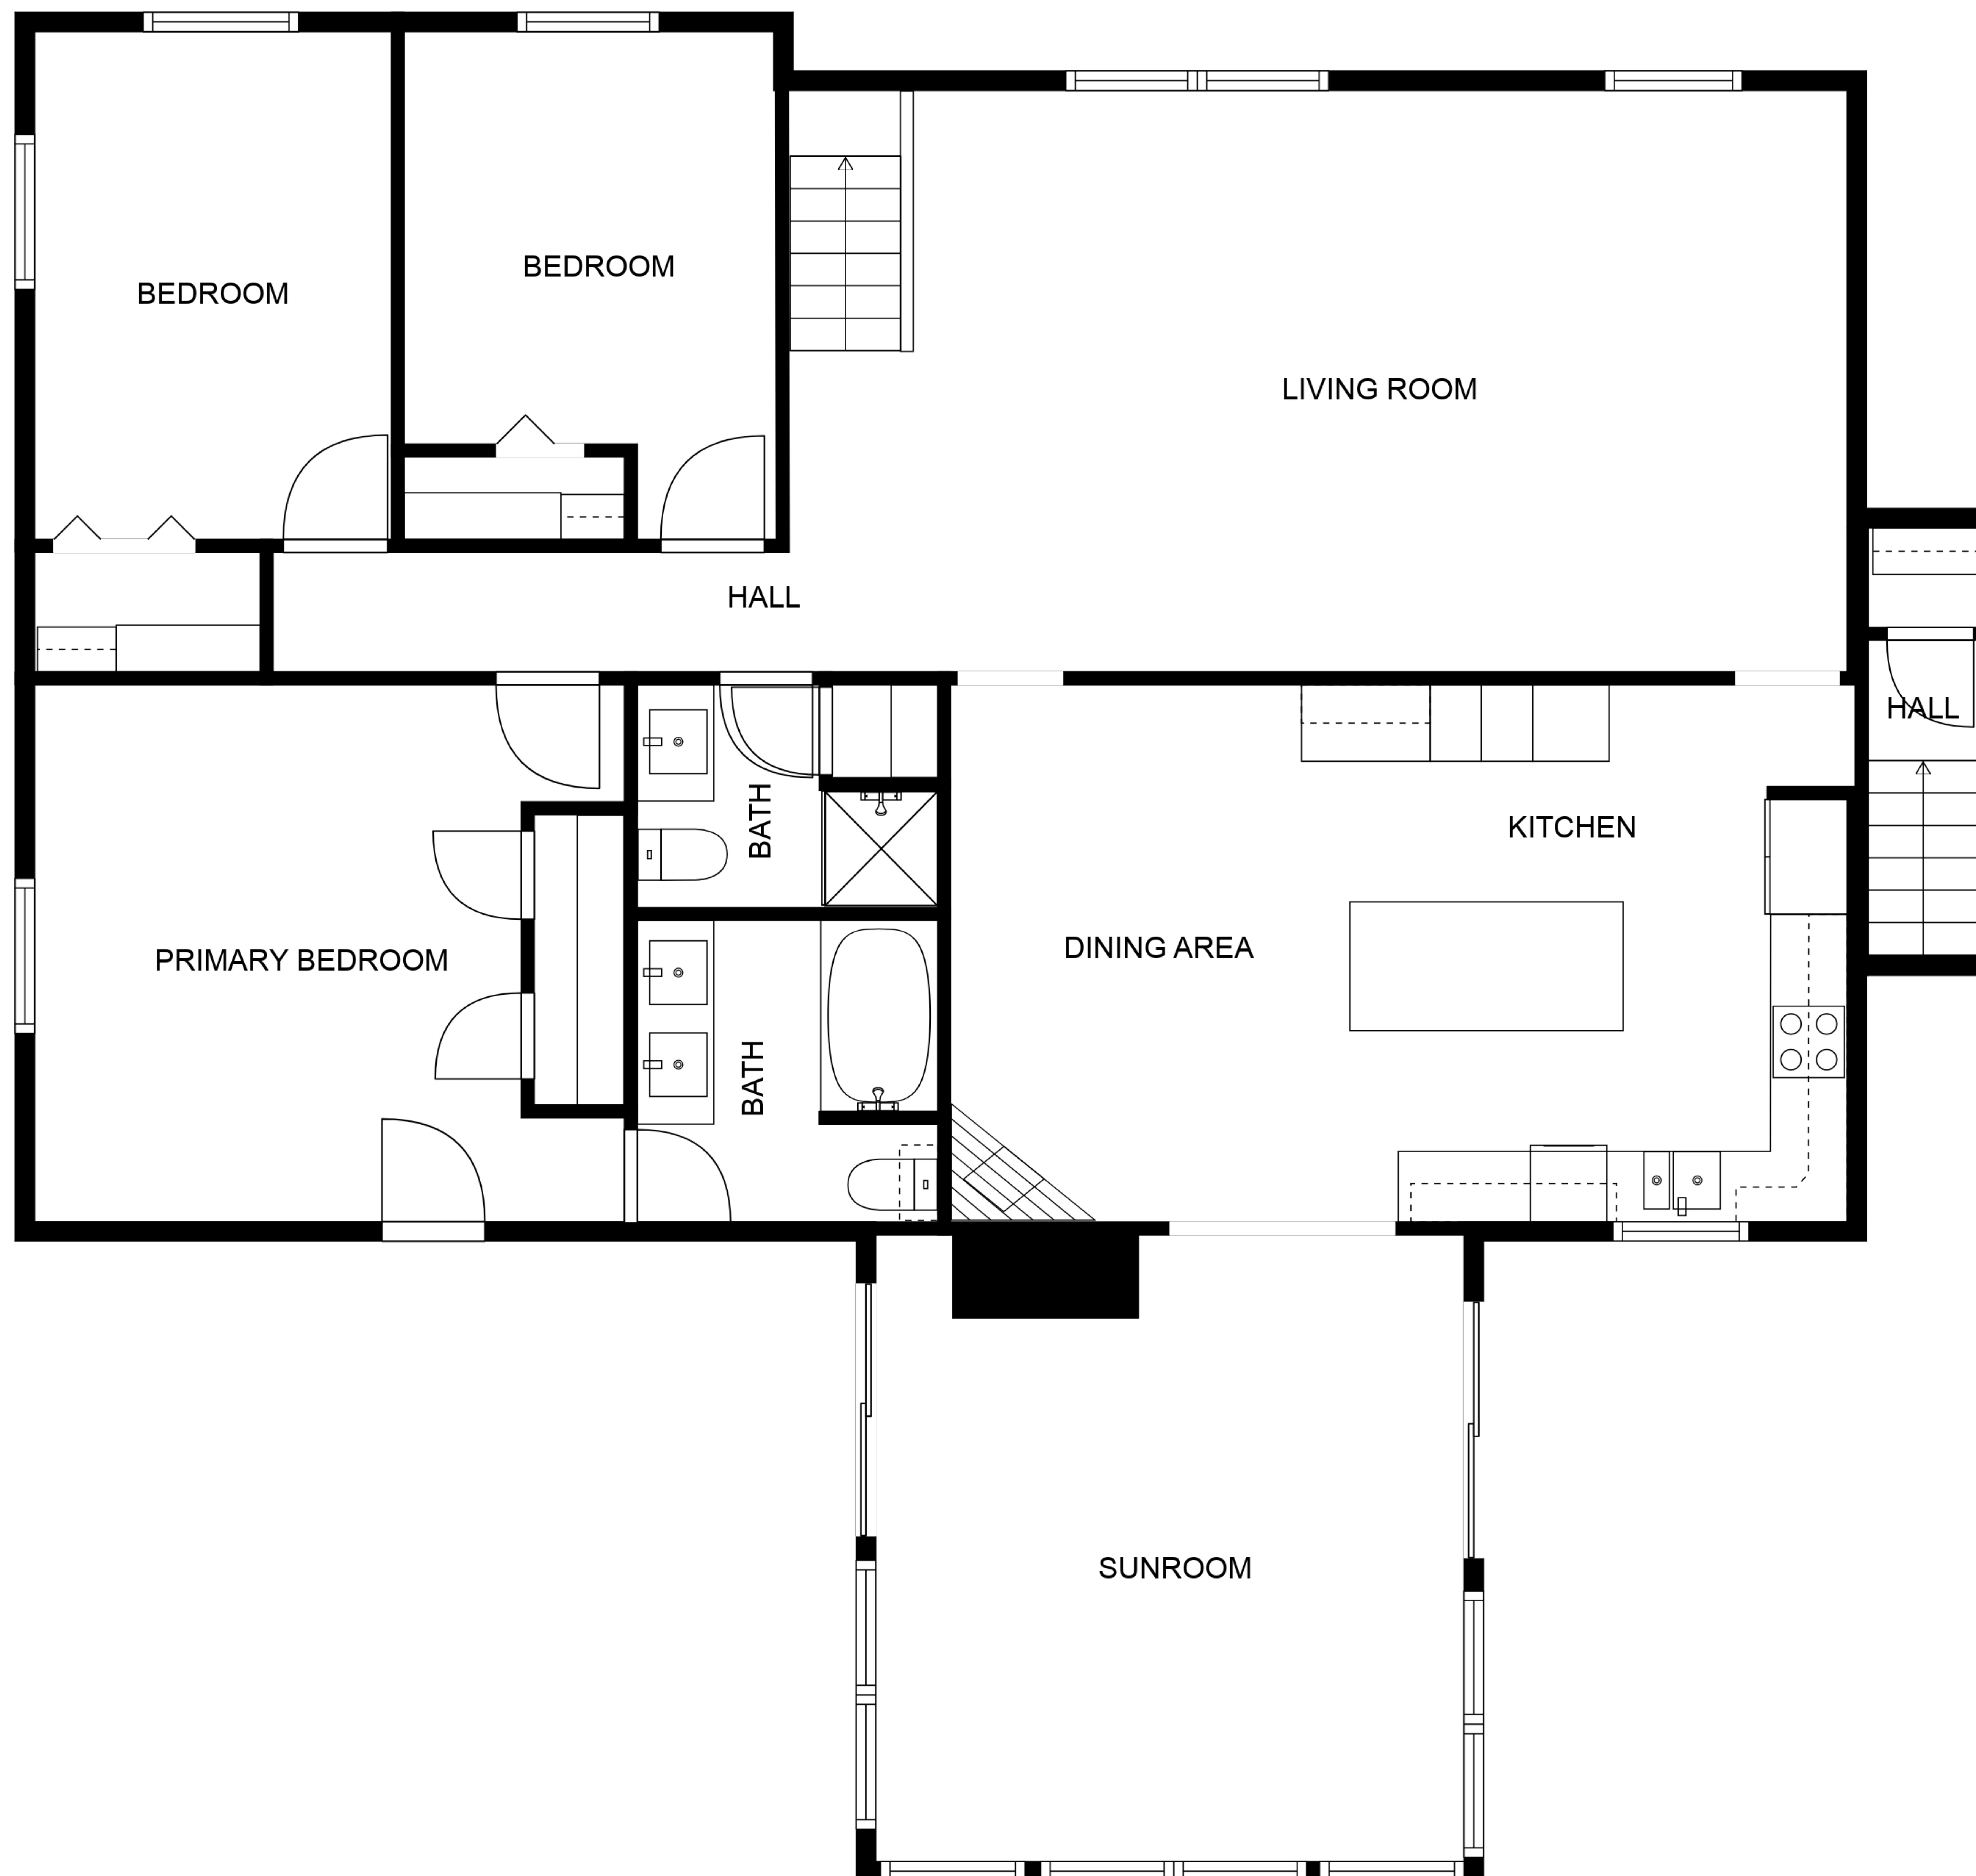 BEDROOM
BEDROOM
LIVING ROOM
HALL
HALL
BATH
KITCHEN
PRIMARY BEDROOM
DINING AREA
BATH
SUNROOM